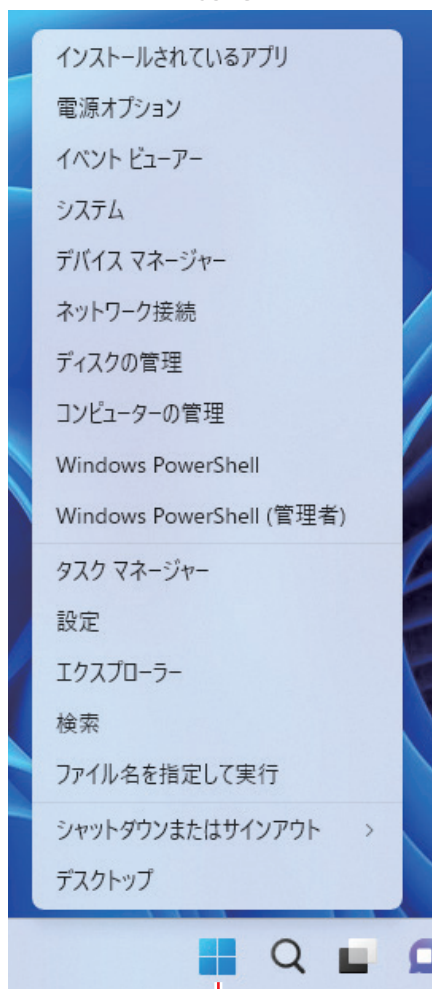 インストールされているアプリ
電源オプション
イベント ビューアー
システム
デバイス マネージャー
ネットワーク接続
ディスクの管理
コンピューターの管理
Windows PowerShell
Windows PowerShell (管理者)
タスク マネージャー
設定
エクスプローラー
検索
ファイル名を指定して実行
シャットダウンまたはサインアウト
デスクトップ